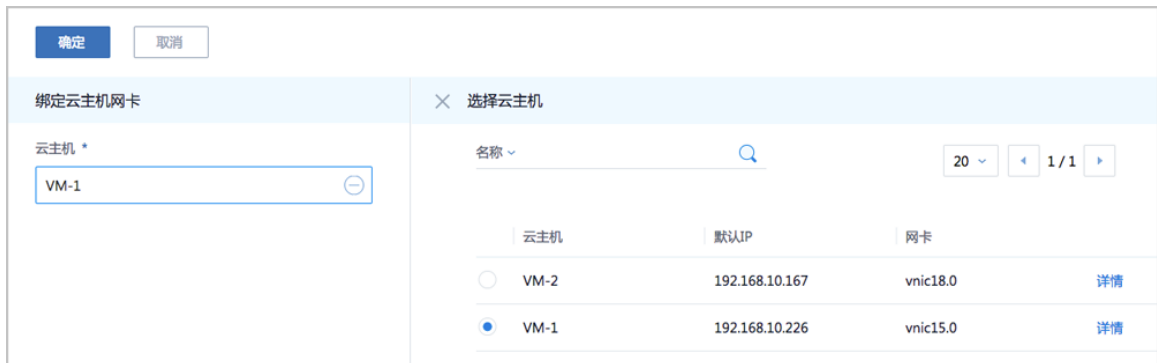 确定 取消
绑定云主机网卡
云主机 *
VM-1
选择云主机
名称
20 1 / 1
云主机 默认IP 网卡
VM-2 192.168.10.167 vnic18.0 详情
VM-1 192.168.10.226 vnic15.0 详情